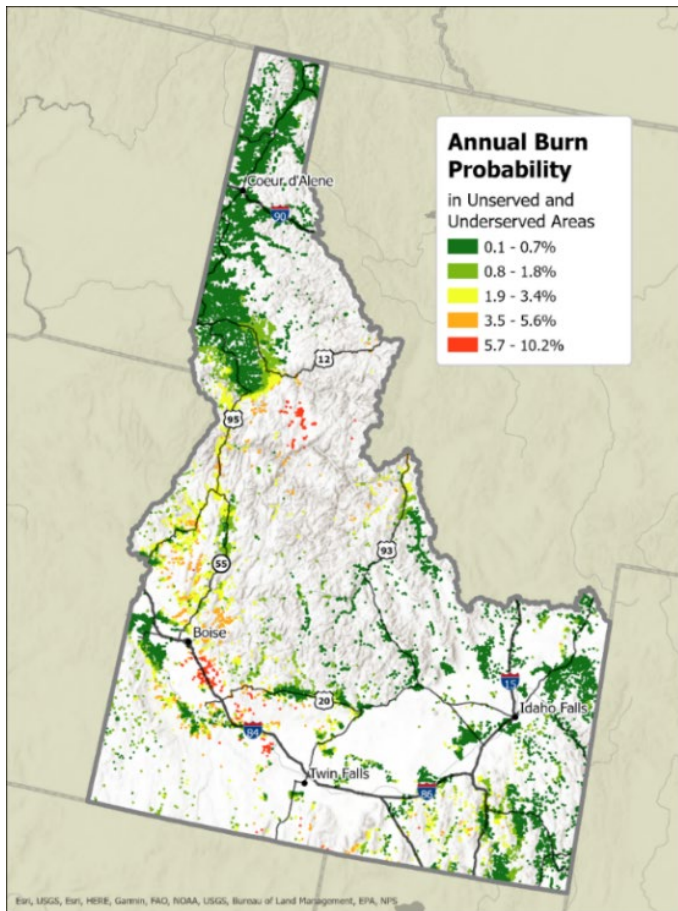 Annual Burn
Probability
in Unserved and
Underserved Areas
0.1 - 0.7%
0.8 - 1.8%
1.9 - 3.4%
3.5 - 5.6%
5.7 - 10.2%
Coeur d'Alene
90
12
95
93
55
Boise
15
20
Idaho Falls
84
Twin Falls
86
Esri, USGS, Esri, HERE, Garmin, FAO, NOAA, USGS, Bureau of Land Management, EPA, NPS